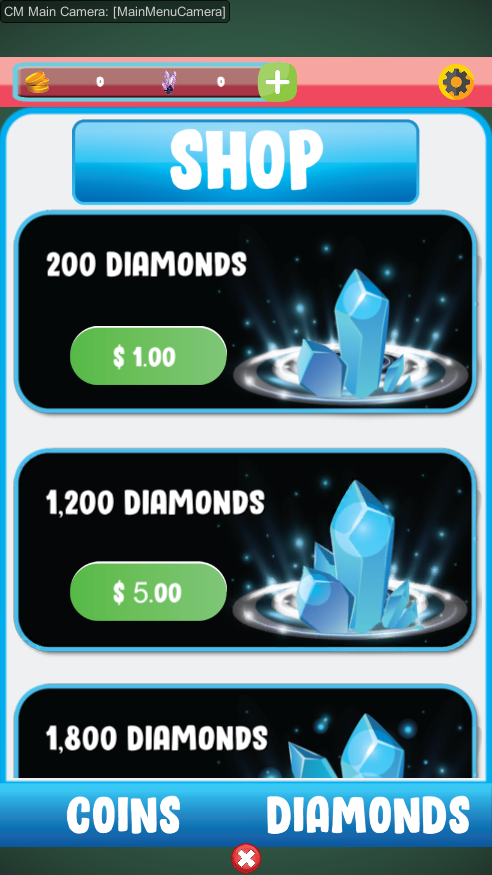 CM Main Camera: [MainMenuCamera]
0 0
SHOP
200 DIAMONDS
$ 1.00
1,200 DIAMONDS
$ 5.00
1,800 DIAMONDS
COINS DIAMONDS